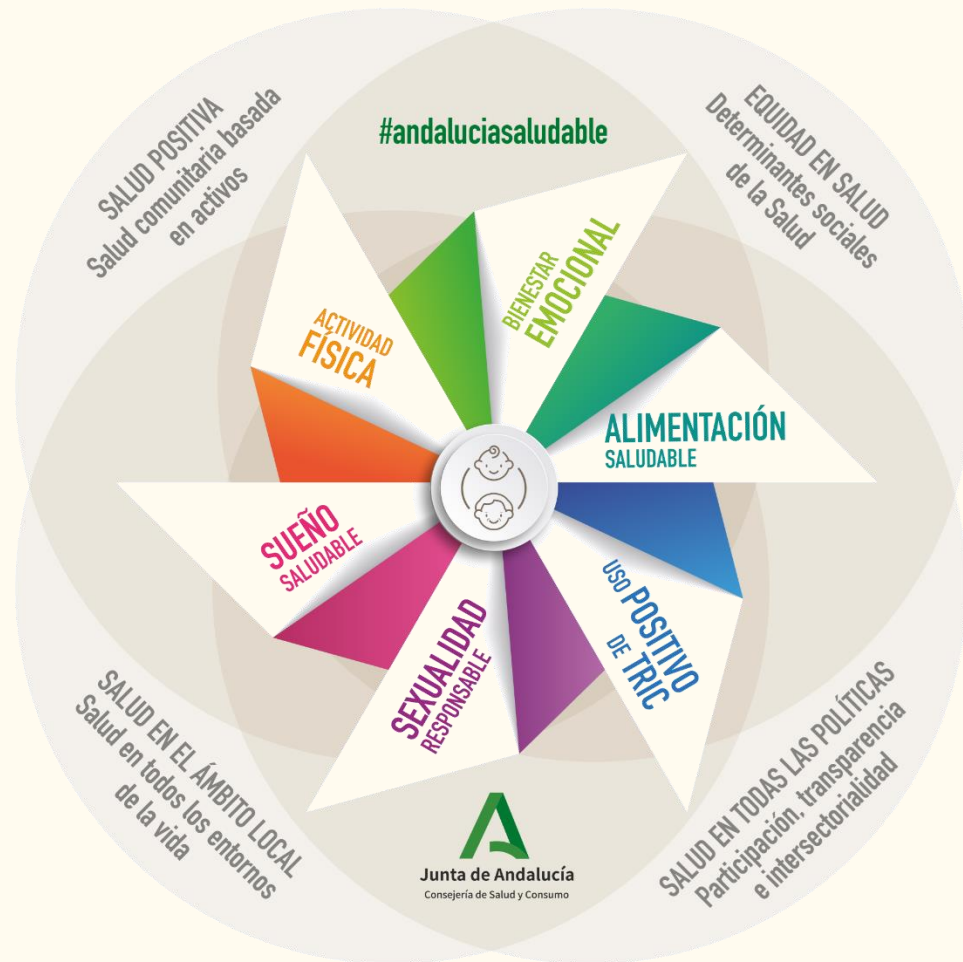 SALUD POSITIVA
Salud comunitaria basada
en activos
#andaluciasaludable
EQUIDAD EN SALUD
Determinantes sociales
de la Salud
ACTIVIDAD
FÍSICA
BIENESTAR
EMOCIONAL
ALIMENTACIÓN
SALUDABLE
SUEÑO
SALUDABLE
SEXUALIDAD
RESPONSABLE
USO POSITIVO
DE TRIC
SALUD EN EL ÁMBITO LOCAL
Salud en todos los entornos
de la vida
Junta de Andalucía
Consejería de Salud y Consumo
SALUD EN TODAS LAS POLÍTICAS
Participación, transparencia
e intersectorialidad